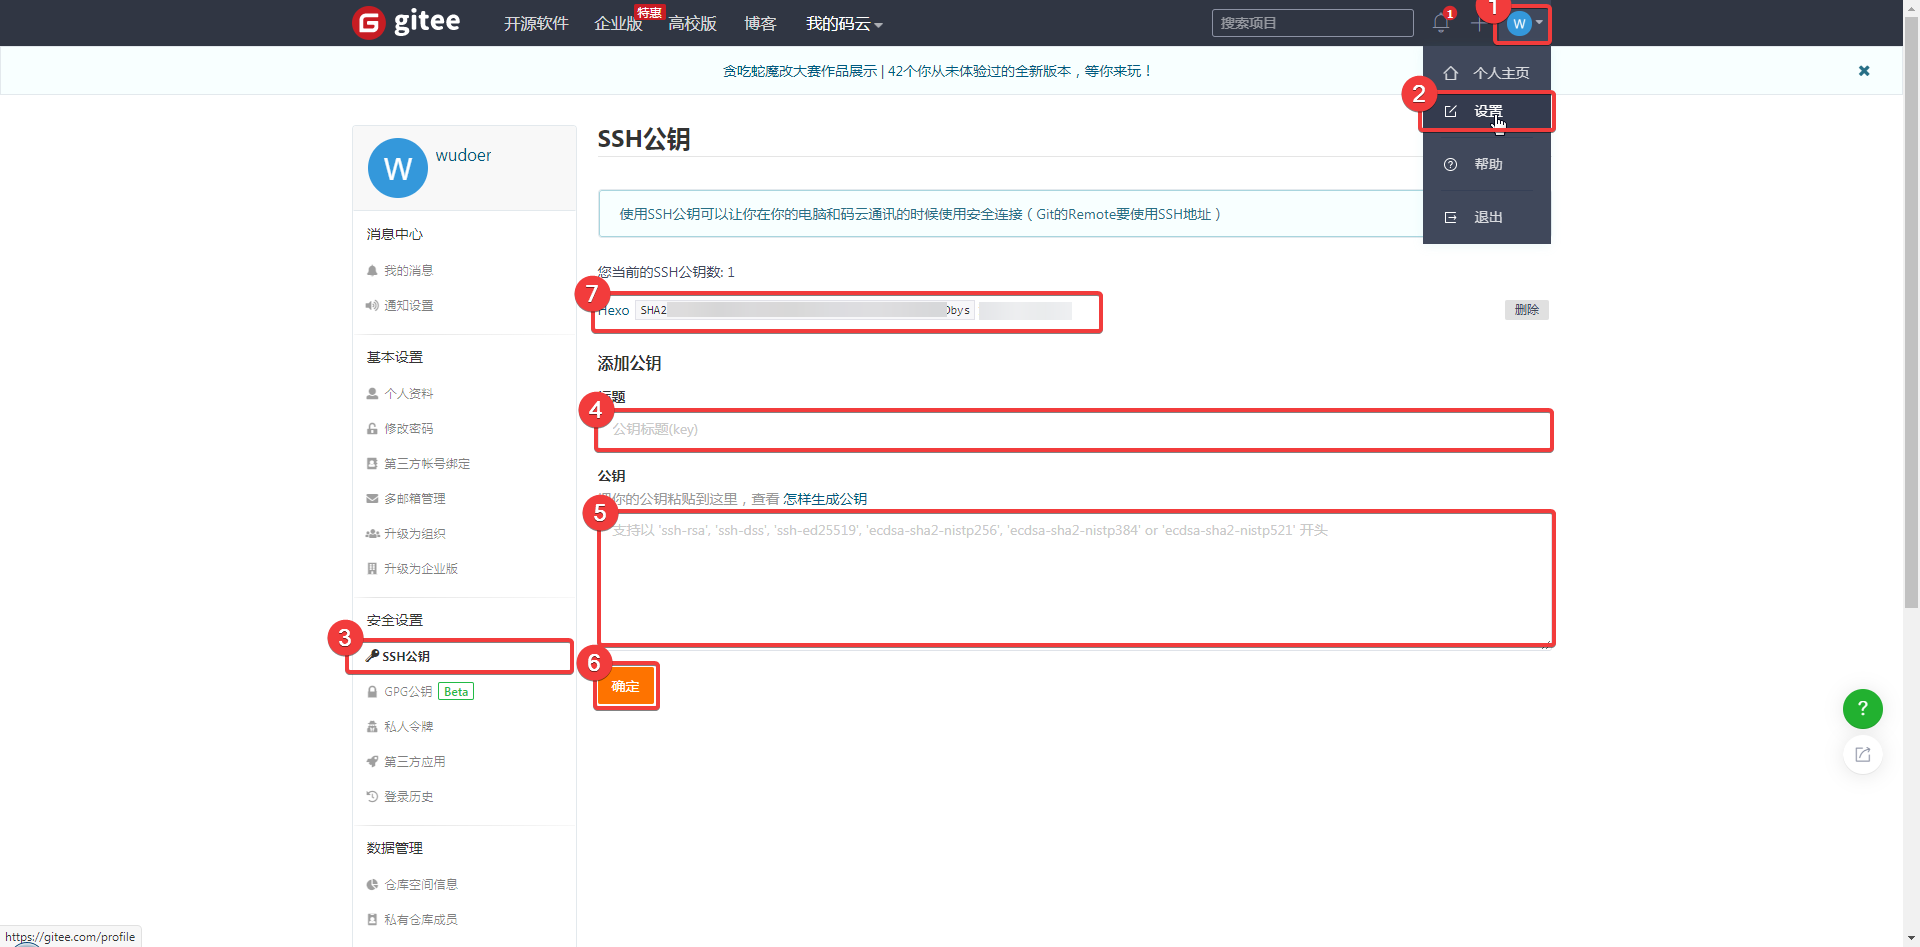 gitee
开源软件
企业版
特惠
高校版
博客
我的码云
搜索项目
1
1
W
贪吃蛇魔改大赛作品展示 | 42个你从未体验过的全新版本，等你来玩！
个人主页
2
设置
帮助
退出
W
wudoer
消息中心
我的消息
通知设置
基本设置
个人资料
修改密码
第三方帐号绑定
多邮箱管理
升级为组织
升级为企业版
安全设置
3
SSH公钥
GPG公钥 Beta
私人令牌
第三方应用
登录历史
数据管理
仓库空间信息
私有仓库成员
SSH公钥
使用SSH公钥可以让你在你的电脑和码云通讯的时候使用安全连接（Git的Remote要使用SSH地址）
您当前的SSH公钥数: 1
7
Hexo SHA2
bys
删除
添加公钥
标题
4
公钥标题(key)
公钥
把你的公钥粘贴到这里，查看 怎样生成公钥
5
支持以 'ssh-rsa', 'ssh-dss', 'ssh-ed25519', 'ecdsa-sha2-nistp256', 'ecdsa-sha2-nistp384' or 'ecdsa-sha2-nistp521' 开头
6
确定
?
https://gitee.com/profile